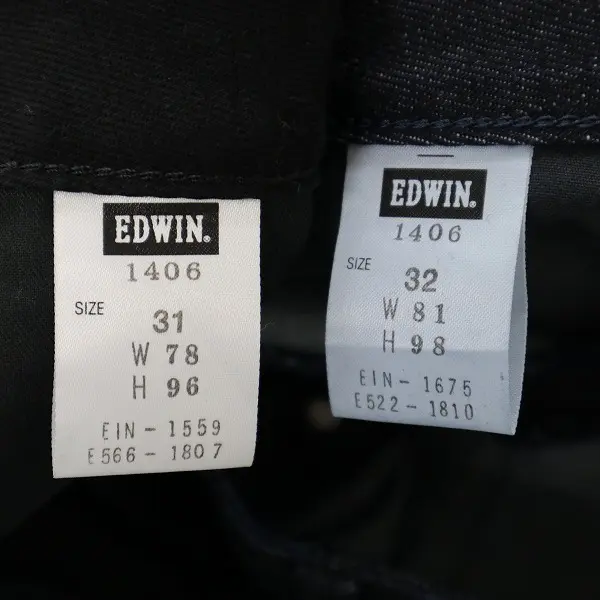 EDWIN®
1406
SIZE
31
W 78
H 96
EIN-1559
E566-1807
EDWIN®
1406
SIZE
32
W 81
H 98
EIN-1675
E522-1810